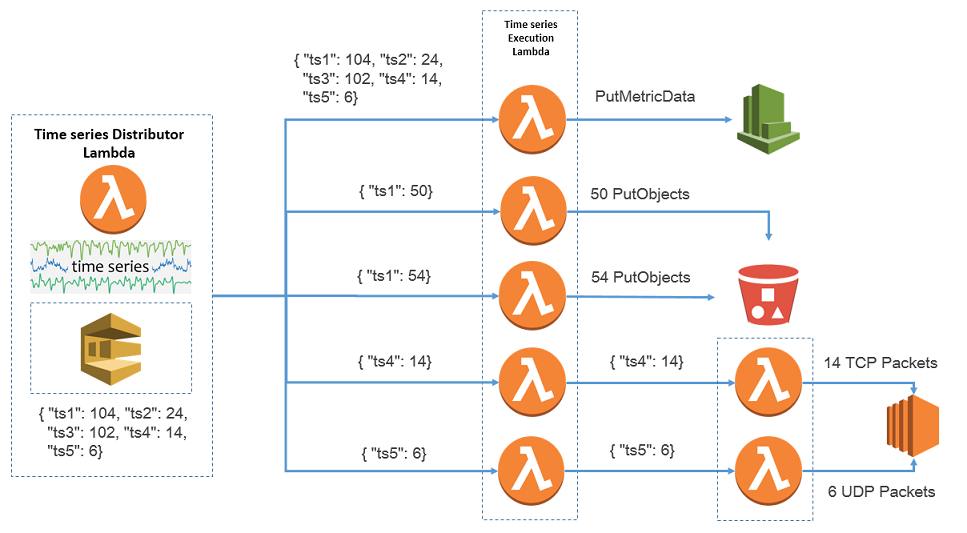 Time series
Execution
Lambda
{ "ts1": 104, "ts2": 24,
"ts3": 102, "ts4": 14,
"ts5": 6}
PutMetricData
Time series Distributor
Lambda
time series
{ "ts1": 104, "ts2": 24,
"ts3": 102, "ts4": 14,
"ts5": 6}
{ "ts1": 50}
50 PutObjects
{ "ts1": 54}
54 PutObjects
{ "ts4": 14}
{ "ts4": 14}
14 TCP Packets
{ "ts5": 6}
{ "ts5": 6}
6 UDP Packets